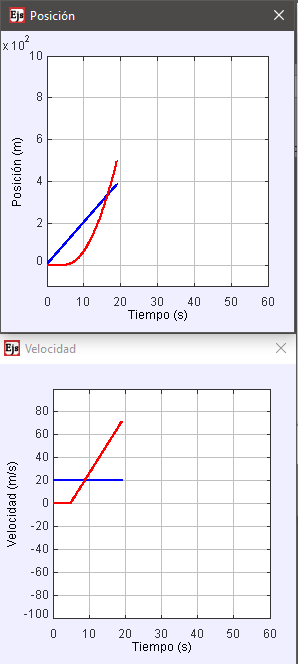 Ejs Posición
x 10²
10
8
6
4
2
0
Posición (m)
0 10 20 30 40 50 60
Tiempo (s)
Ejs Velocidad
80
60
40
20
0
-20
-40
-60
-80
-100
Velocidad (m/s)
0 10 20 30 40 50 60
Tiempo (s)